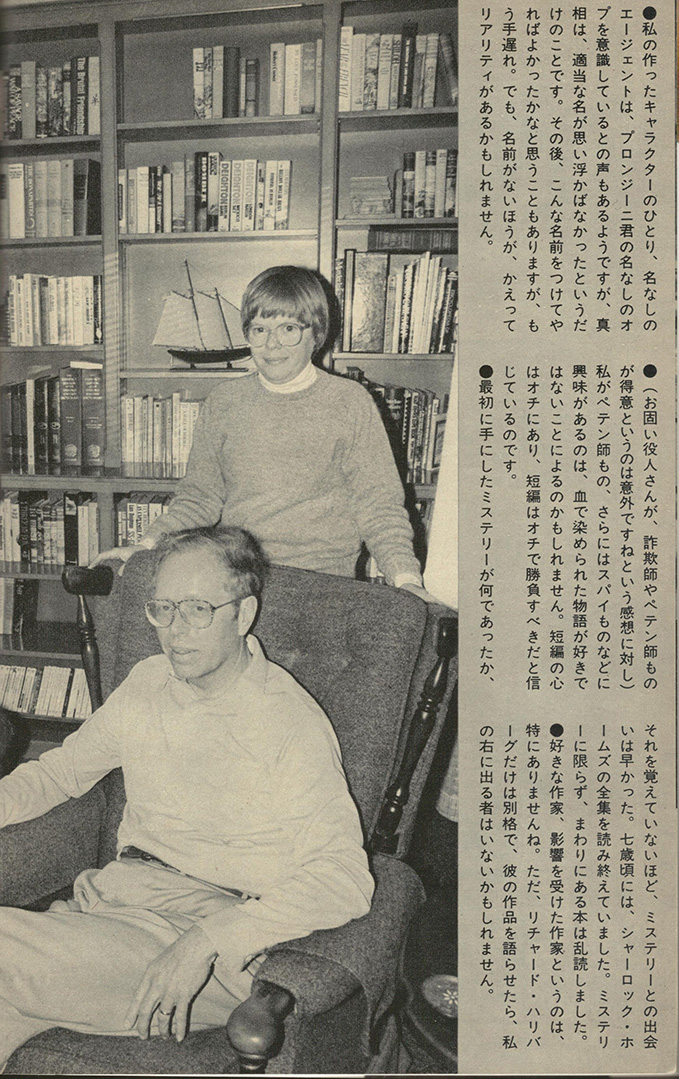 ●私の作ったキャラクターのひとり、名なしの
エージェントは、プロンジーニ君の名なしのオ
プを意識しているとの声もあるようですが、真
相は、適当な名が思い浮かばなかったというだ
けのことです。その後、こんな名前をつけてや
ればよかったかなと思うこともありますが、も
う手遅れ。でも、名前がないほうが、かえって
リアリティがあるかもしれません。
●（お固い役人さんが、詐欺師やペテン師もの
が得意というのは意外ですねという感想に対し）
私がペテン師もの、さらにはスパイものなどに
興味があるのは、血で染められた物語が好きで
はないことによるのかもしれません。短編の心
はオチにあり、短編はオチで勝負すべきだと信
じているのです。
●最初に手にしたミステリーが何であったか、
それを覚えていないほど、ミステリーとの出会
いは早かった。七歳頃には、シャーロック・ホ
ームズの全集を読み終えていました。ミステリ
ーに限らず、まわりにある本は乱読しました。
●好きな作家、影響を受けた作家というのは、
特にありませんね。ただ、リチャード・ハリバ
ーグだけは別格で、彼の作品を語らせたら、私
の右に出る者はいないかもしれません。